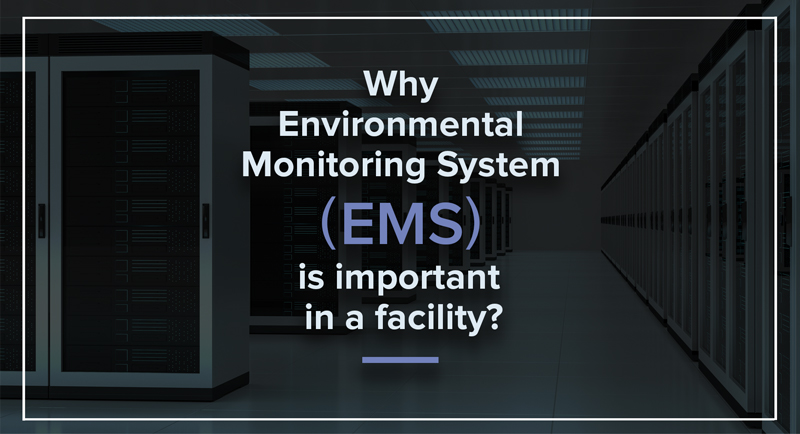 Why
Environmental
Monitoring System
(EMS)
is important
in a facility?